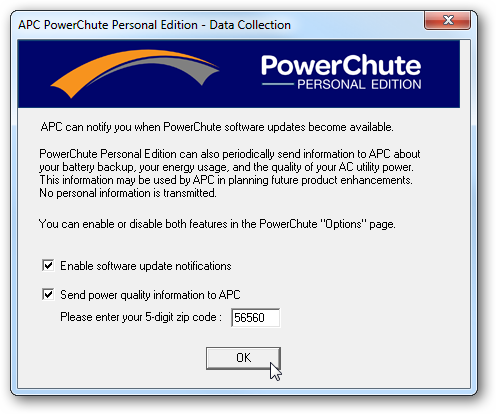 APC PowerChute Personal Edition - Data Collection
PowerChute
PERSONAL EDITION
APC can notify you when PowerChute software updates become available.
PowerChute Personal Edition can also periodically send information to APC about
your battery backup, your energy usage, and the quality of your AC utility power.
This information may be used by APC in planning future product enhancements.
No personal information is transmitted.
You can enable or disable both features in the PowerChute "Options" page.
Enable software update notifications
Send power quality information to APC
Please enter your 5-digit zip code : 56560
OK